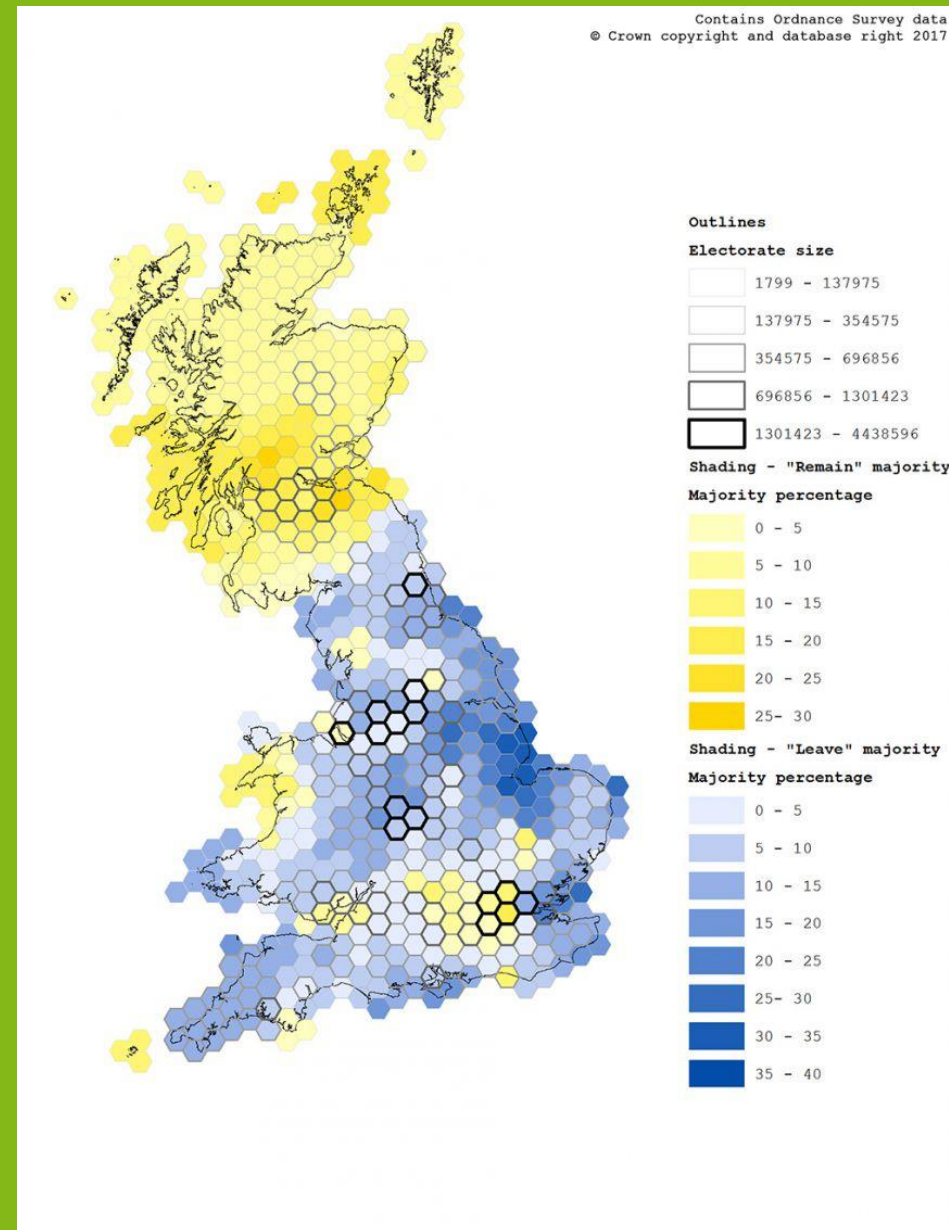 Contains Ordnance Survey data
© Crown copyright and database right 2017
Outlines
Electorate size
1799 - 137975
137975 - 354575
354575 - 696856
696856 - 1301423
1301423 - 4438596
Shading - "Remain" majority
Majority percentage
0 - 5
5 - 10
10 - 15
15 - 20
20 - 25
25- 30
Shading - "Leave" majority
Majority percentage
0 - 5
5 - 10
10 - 15
15 - 20
20 - 25
25- 30
30 - 35
35 - 40